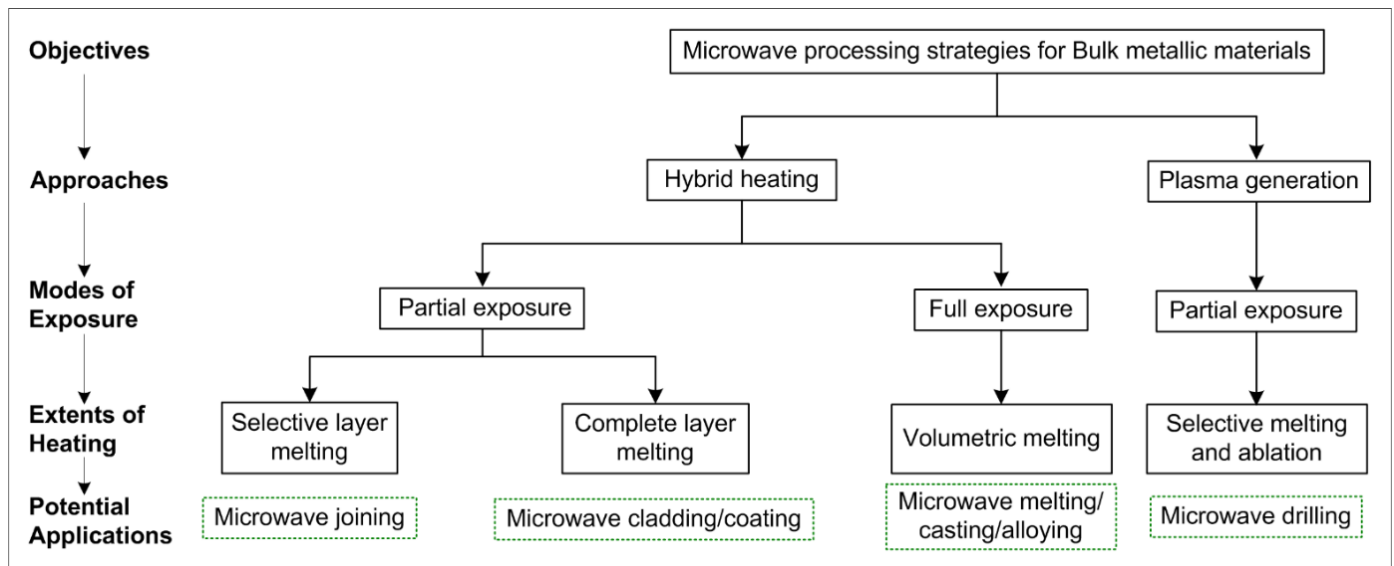 Objectives
Microwave processing strategies for Bulk metallic materials
Approaches
Hybrid heating
Plasma generation
Modes of
Exposure
Partial exposure
Full exposure
Partial exposure
Extents of
Heating
Selective layer
melting
Complete layer
melting
Volumetric melting
Selective melting
and ablation
Potential
Applications
Microwave joining
Microwave cladding/coating
Microwave melting/
casting/alloying
Microwave drilling